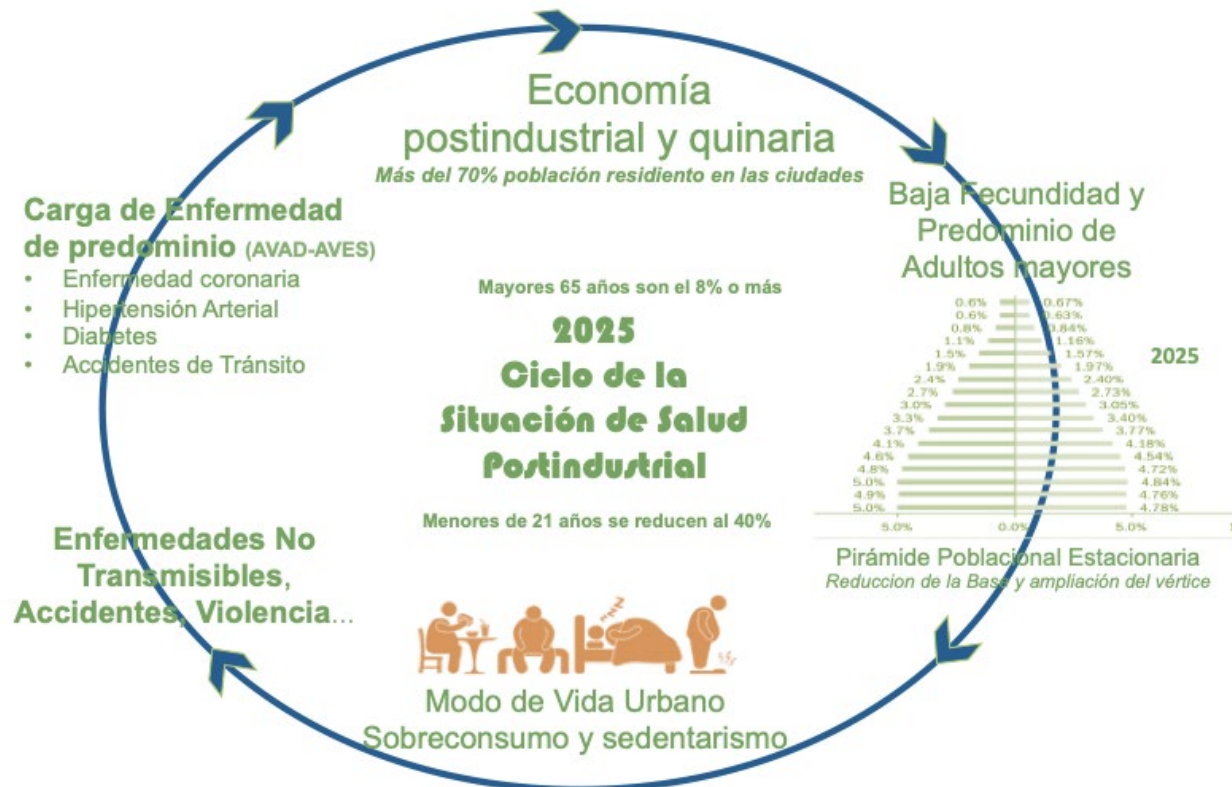 Economía
postindustrial y quinaria
Más del 70% población residiento en las ciudades
Baja Fecundidad y
Predominio de
Adultos mayores
0.6% 0.67%
0.6% 0.63%
0.8% 0.84%
1.1% 1.16%
1.5% 1.57%
1.9% 1.97%
2.4% 2.40%
2.7% 2.73%
3.0% 3.05%
3.3% 3.40%
3.7% 3.77%
4.1% 4.18%
4.6% 4.54%
4.8% 4.72%
5.0% 4.84%
4.9% 4.76%
5.0% 4.78%
5.0% 0.0% 5.0%
2025
Pirámide Poblacional Estacionaria
Reduccion de la Base y ampliación del vértice
Modo de Vida Urbano
Sobreconsumo y sedentarismo
Enfermedades No
Transmisibles,
Accidentes, Violencia...
Carga de Enfermedad
de predominio (AVAD-AVES)
• Enfermedad coronaria
• Hipertensión Arterial
• Diabetes
• Accidentes de Tránsito
Mayores 65 años son el 8% o más
2025
Ciclo de la
Situación de Salud
Postindustrial
Menores de 21 años se reducen al 40%